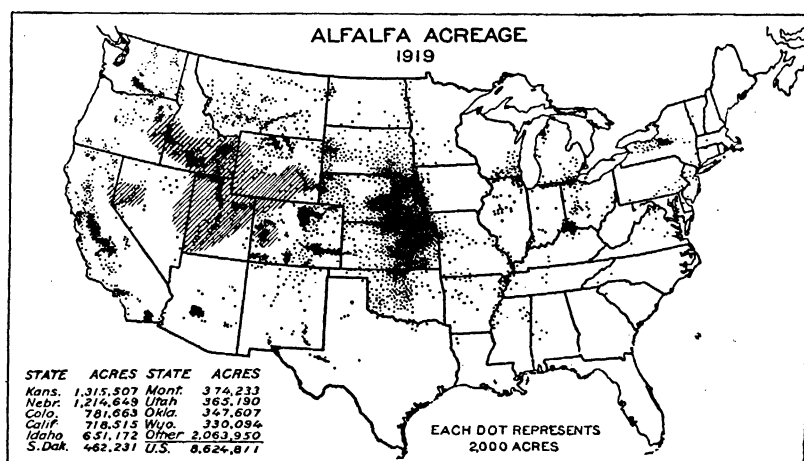 ALFALFA ACREAGE
1919
STATE ACRES STATE ACRES
Kans. 1,315,507 Mont. 374,233
Nebr. 1,214,649 Utah 365,190
Colo. 781,663 Okla. 347,607
Calif 718,515 Wyo. 330,094
Idaho 651,172 Other 2,063,950
S.Dak. 462,231 U.S. 8,624,811
EACH DOT REPRESENTS
2,000 ACRES